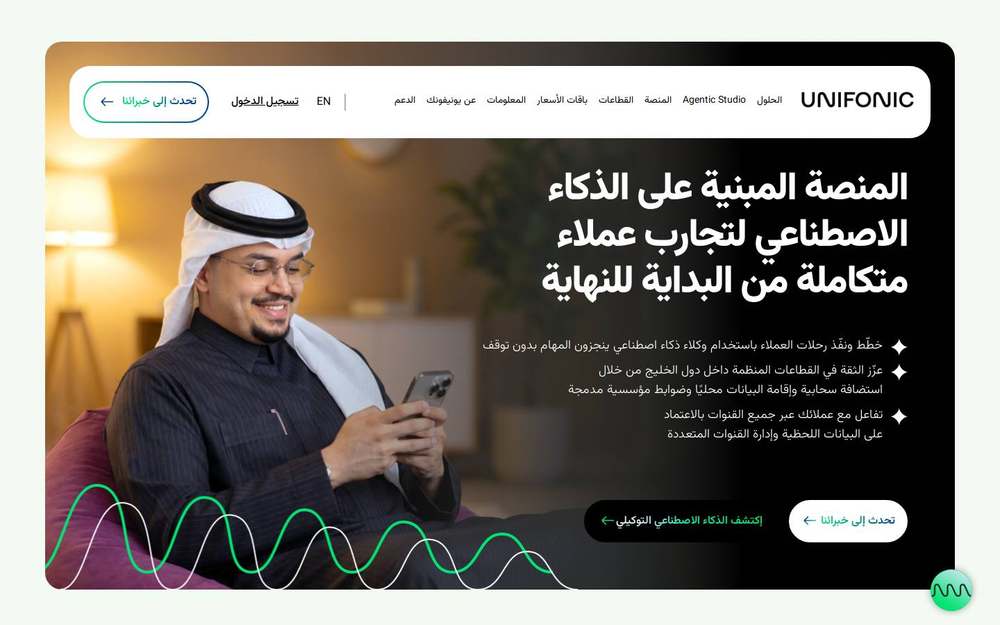 UNIFONIC
الحلول
Agentic Studio
المنصة
القطاعات
باقات الأسعار
المعلومات
عن يونيفونك
الدعم
EN
تسجيل الدخول
تحدث إلى خبرائنا
المنصة المبنية على الذكاء
الاصطناعي لتجارب عملاء
متكاملة من البداية للنهاية
خطّط ونفّذ رحلات العملاء باستخدام وكلاء ذكاء اصطناعي ينجزون المهام بدون توقف
عزّز الثقة في القطاعات المنظمة داخل دول الخليج من خلال
استضافة سحابية وإقامة البيانات محليًا وضوابط مؤسسية مدمجة
تفاعل مع عملائك عبر جميع القنوات بالاعتماد
على البيانات اللحظية وإدارة القنوات المتعددة
تحدث إلى خبرائنا
إكتشف الذكاء الاصطناعي التوكيلي